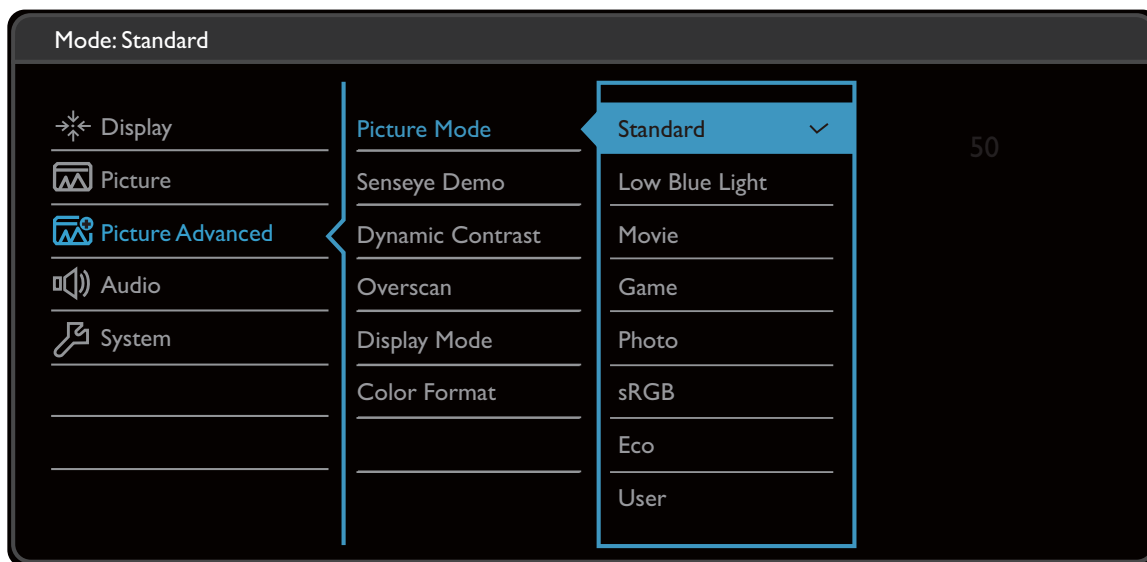 Mode: Standard
Display
Picture
Picture Advanced
Audio
System
Picture Mode
Senseye Demo
Dynamic Contrast
Overscan
Display Mode
Color Format
Standard
Low Blue Light
Movie
Game
Photo
sRGB
Eco
User
50